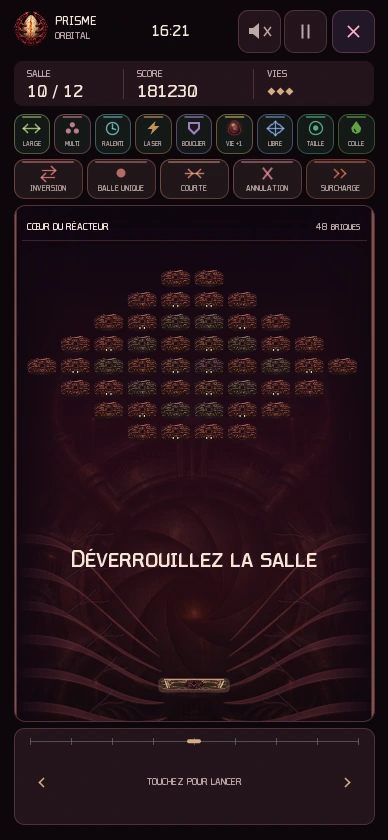 PRISME
ORBITAL
16:21
SALLE
10 / 12
SCORE
181230
VIES
LARGE
MULTI
RALENTI
LASER
BOUCLIER
VIE +1
LIBRE
TAILLE
COLLE
INVERSION
BALLE UNIQUE
COURTE
ANNULATION
SURCHARGE
CŒUR DU RÉACTEUR
48 BRIQUES
DÉVERROUILLEZ LA SALLE
TOUCHEZ POUR LANCER